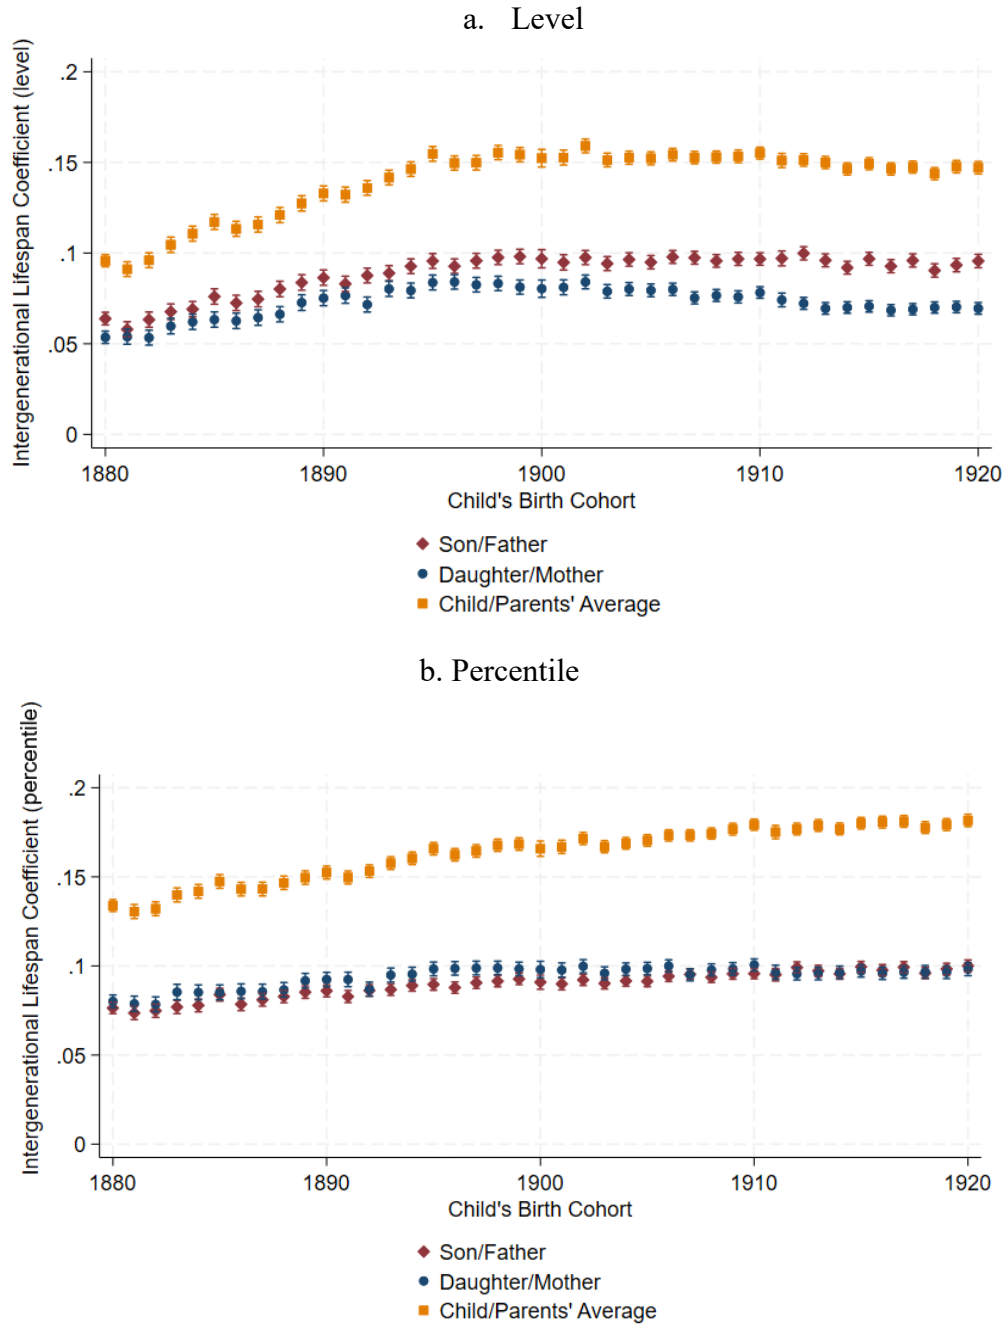 a. Level
Intergenerational Lifespan Coefficient (level)
.2
.15
.1
.05
0
1880
1890
1900
1910
1920
Child's Birth Cohort
Son/Father
Daughter/Mother
Child/Parents' Average
b. Percentile
Intergenerational Lifespan Coefficient (percentile)
.2
.15
.1
.05
0
1880
1890
1900
1910
1920
Child's Birth Cohort
Son/Father
Daughter/Mother
Child/Parents' Average